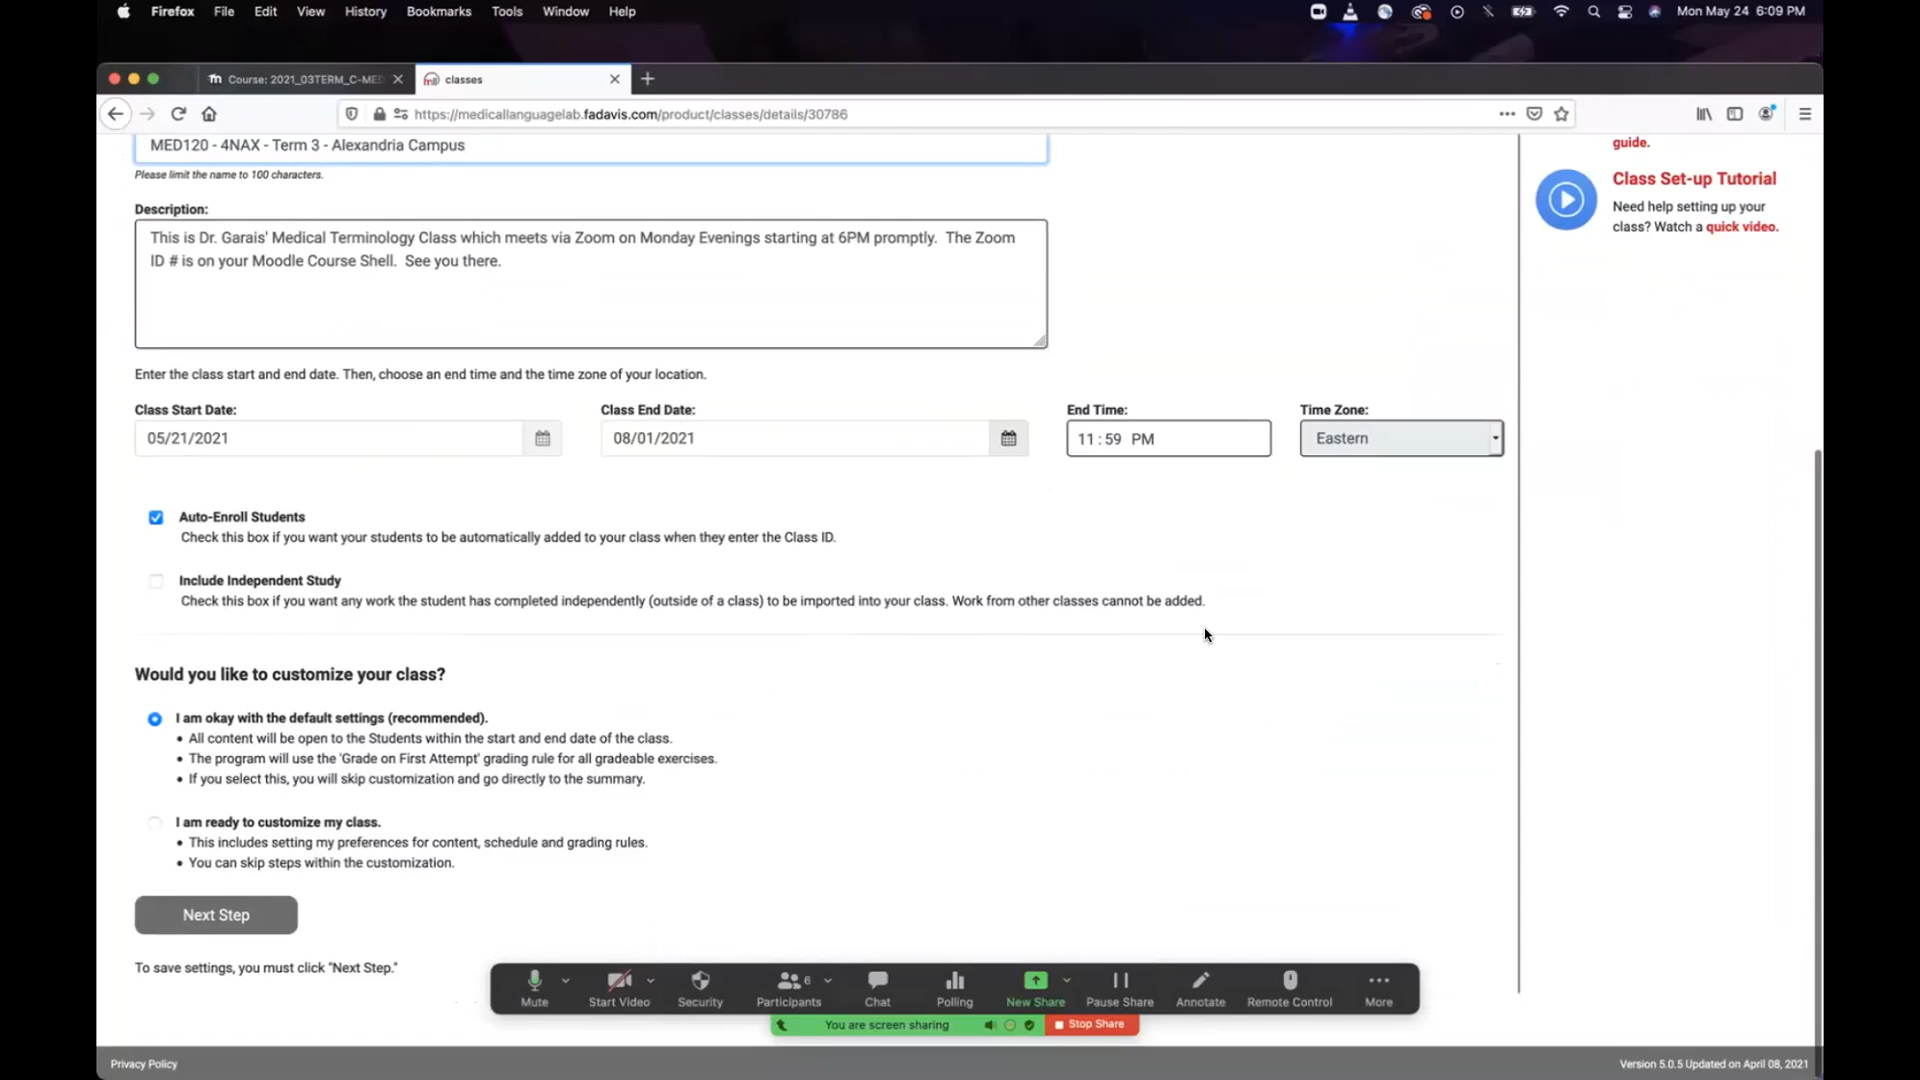 Firefox File Edit View History Bookmarks Tools Window Help Mon May 24 6:09 PM
Course: 2021_03TERM_C-MED classes
https://medicallanguagelab.fadavis.com/product/classes/details/30786
MED120 - 4NAX - Term 3 - Alexandria Campus
Please limit the name to 100 characters.
guide.
Class Set-up Tutorial
Need help setting up your
class? Watch a quick video.
Description:
This is Dr. Garais' Medical Terminology Class which meets via Zoom on Monday Evenings starting at 6PM promptly. The Zoom
ID # is on your Moodle Course Shell. See you there.
Enter the class start and end date. Then, choose an end time and the time zone of your location.
Class Start Date: Class End Date: End Time: Time Zone:
05/21/2021 08/01/2021 11:59 PM Eastern
Auto-Enroll Students
Check this box if you want your students to be automatically added to your class when they enter the Class ID.
Include Independent Study
Check this box if you want any work the student has completed independently (outside of a class) to be imported into your class. Work from other classes cannot be added.
Would you like to customize your class?
I am okay with the default settings (recommended).
• All content will be open to the Students within the start and end date of the class.
• The program will use the 'Grade on First Attempt' grading rule for all gradeable exercises.
• If you select this, you will skip customization and go directly to the summary.
I am ready to customize my class.
• This includes setting my preferences for content, schedule and grading rules.
• You can skip steps within the customization.
Next Step
To save settings, you must click "Next Step."
6
Mute Start Video Security Participants Chat Polling New Share Pause Share Annotate Remote Control More
You are screen sharing Stop Share
Privacy Policy Version 5.0.5 Updated on April 08, 2021